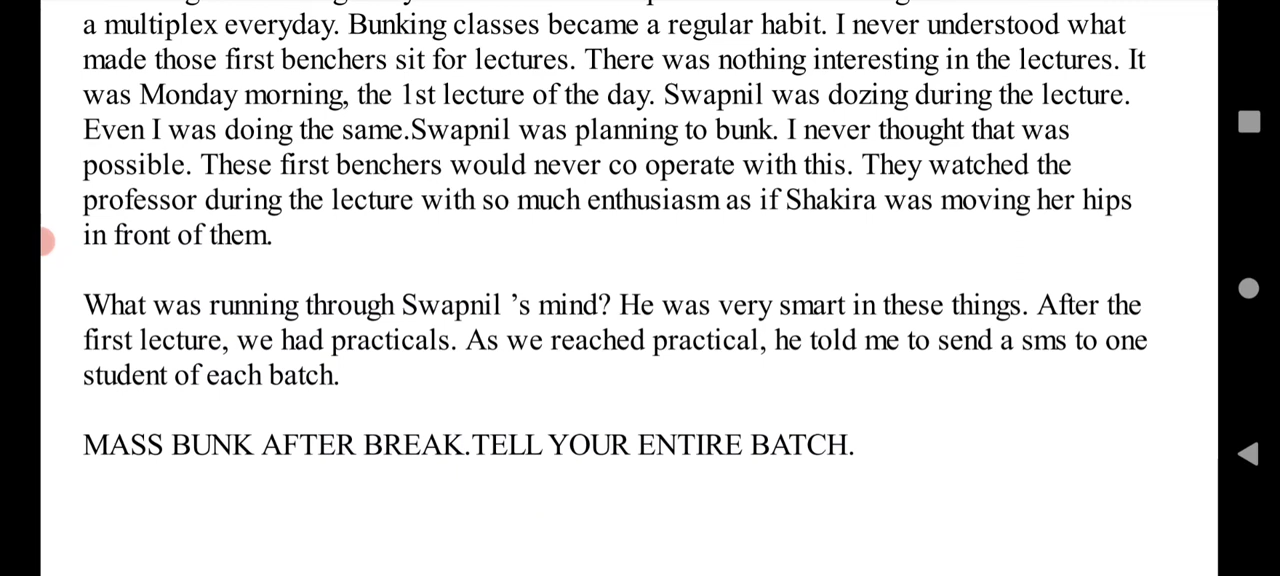 a multiplex everyday. Bunking classes became a regular habit. I never understood what
made those first benchers sit for lectures. There was nothing interesting in the lectures. It
was Monday morning, the 1st lecture of the day. Swapnil was dozing during the lecture.
Even I was doing the same.Swapnil was planning to bunk. I never thought that was
possible. These first benchers would never co operate with this. They watched the
professor during the lecture with so much enthusiasm as if Shakira was moving her hips
in front of them.
What was running through Swapnil ’s mind? He was very smart in these things. After the
first lecture, we had practicals. As we reached practical, he told me to send a sms to one
student of each batch.
MASS BUNK AFTER BREAK.TELL YOUR ENTIRE BATCH.